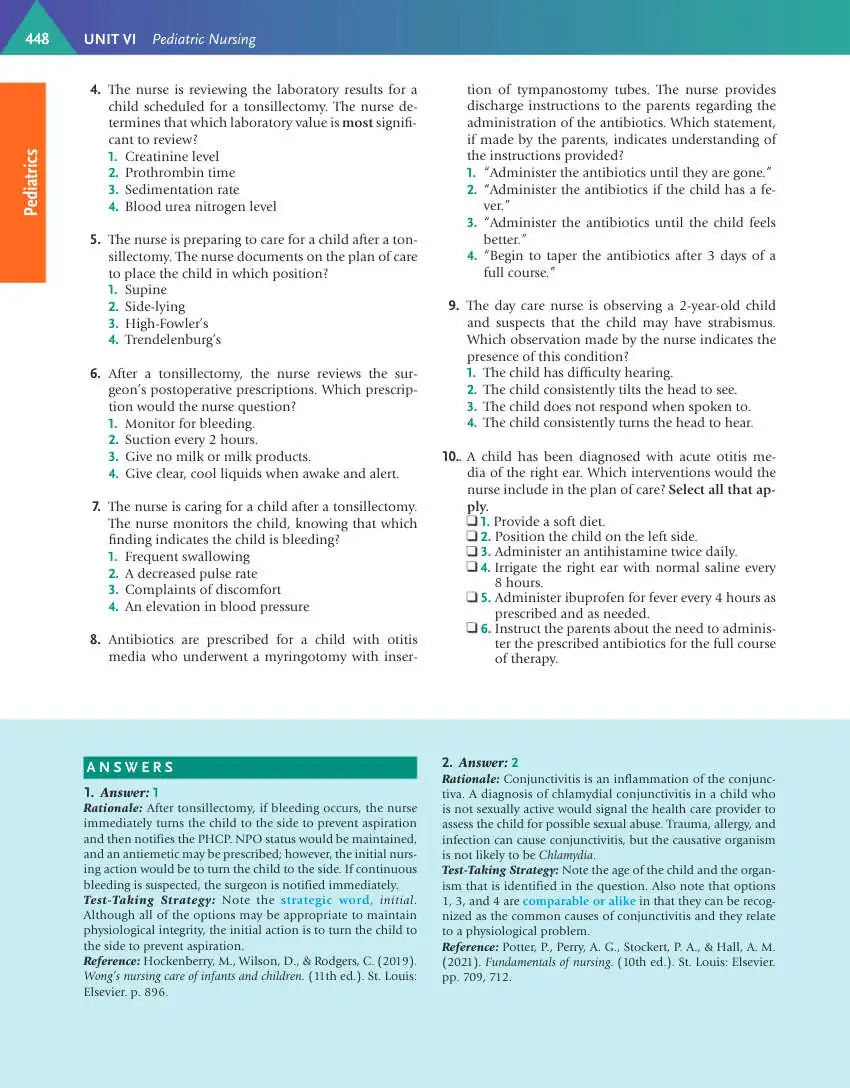 448
UNIT VI Pediatric Nursing
Pediatrics
4. The nurse is reviewing the laboratory results for a
child scheduled for a tonsillectomy. The nurse de-
termines that which laboratory value is most signifi-
cant to review?
1. Creatinine level
2. Prothrombin time
3. Sedimentation rate
4. Blood urea nitrogen level
5. The nurse is preparing to care for a child after a ton-
sillectomy. The nurse documents on the plan of care
to place the child in which position?
1. Supine
2. Side-lying
3. High-Fowler’s
4. Trendelenburg’s
6. After a tonsillectomy, the nurse reviews the sur-
geon’s postoperative prescriptions. Which prescrip-
tion would the nurse question?
1. Monitor for bleeding.
2. Suction every 2 hours.
3. Give no milk or milk products.
4. Give clear, cool liquids when awake and alert.
7. The nurse is caring for a child after a tonsillectomy.
The nurse monitors the child, knowing that which
finding indicates the child is bleeding?
1. Frequent swallowing
2. A decreased pulse rate
3. Complaints of discomfort
4. An elevation in blood pressure
8. Antibiotics are prescribed for a child with otitis
media who underwent a myringotomy with inser-
tion of tympanostomy tubes. The nurse provides
discharge instructions to the parents regarding the
administration of the antibiotics. Which statement,
if made by the parents, indicates understanding of
the instructions provided?
1. “Administer the antibiotics until they are gone.”
2. “Administer the antibiotics if the child has a fe-
ver.”
3. “Administer the antibiotics until the child feels
better.”
4. “Begin to taper the antibiotics after 3 days of a
full course.”
9. The day care nurse is observing a 2-year-old child
and suspects that the child may have strabismus.
Which observation made by the nurse indicates the
presence of this condition?
1. The child has difficulty hearing.
2. The child consistently tilts the head to see.
3. The child does not respond when spoken to.
4. The child consistently turns the head to hear.
10.. A child has been diagnosed with acute otitis me-
dia of the right ear. Which interventions would the
nurse include in the plan of care? Select all that ap-
ply.
❑ 1. Provide a soft diet.
❑ 2. Position the child on the left side.
❑ 3. Administer an antihistamine twice daily.
❑ 4. Irrigate the right ear with normal saline every
8 hours.
❑ 5. Administer ibuprofen for fever every 4 hours as
prescribed and as needed.
❑ 6. Instruct the parents about the need to adminis-
ter the prescribed antibiotics for the full course
of therapy.
ANSWERS
1. Answer: 1
Rationale: After tonsillectomy, if bleeding occurs, the nurse
immediately turns the child to the side to prevent aspiration
and then notifies the PHCP. NPO status would be maintained,
and an antiemetic may be prescribed; however, the initial nurs-
ing action would be to turn the child to the side. If continuous
bleeding is suspected, the surgeon is notified immediately.
Test-Taking Strategy: Note the strategic word, initial.
Although all of the options may be appropriate to maintain
physiological integrity, the initial action is to turn the child to
the side to prevent aspiration.
Reference: Hockenberry, M., Wilson, D., & Rodgers, C. (2019).
Wong’s nursing care of infants and children. (11th ed.). St. Louis:
Elsevier. p. 896.
2. Answer: 2
Rationale: Conjunctivitis is an inflammation of the conjunc-
tiva. A diagnosis of chlamydial conjunctivitis in a child who
is not sexually active would signal the health care provider to
assess the child for possible sexual abuse. Trauma, allergy, and
infection can cause conjunctivitis, but the causative organism
is not likely to be Chlamydia.
Test-Taking Strategy: Note the age of the child and the organ-
ism that is identified in the question. Also note that options
1, 3, and 4 are comparable or alike in that they can be recog-
nized as the common causes of conjunctivitis and they relate
to a physiological problem.
Reference: Potter, P., Perry, A. G., Stockert, P. A., & Hall, A. M.
(2021). Fundamentals of nursing. (10th ed.). St. Louis: Elsevier.
pp. 709, 712.